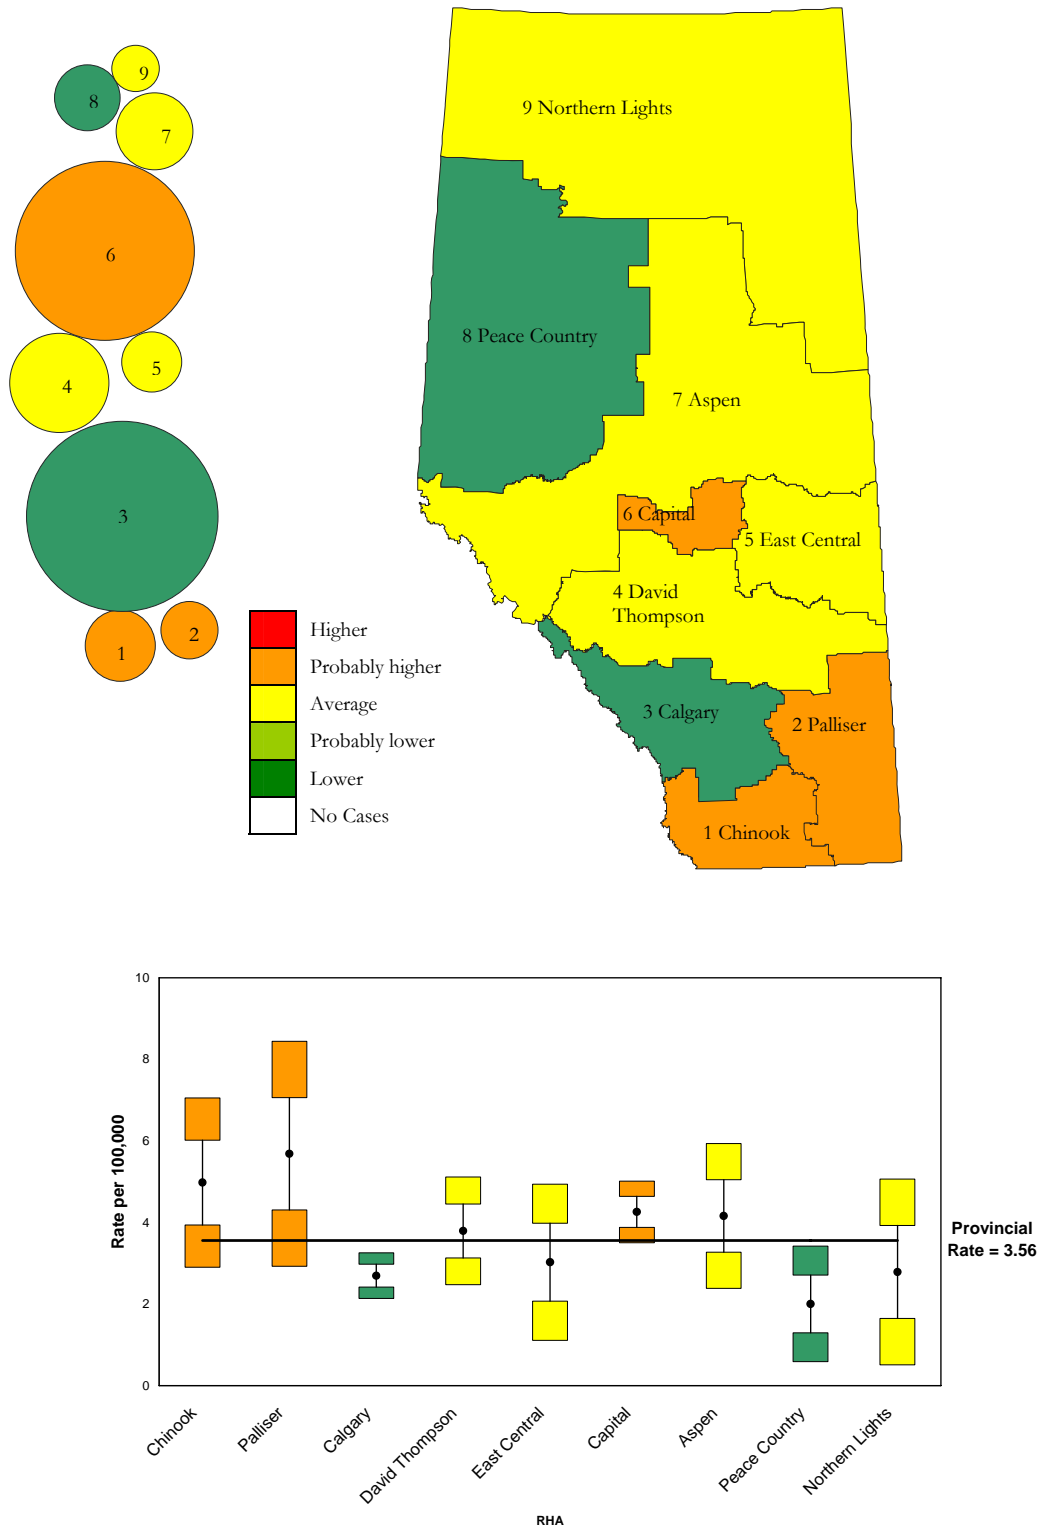 9
8
7
6
5
4
3
2
1
9 Northern Lights
8 Peace Country
7 Aspen
6 Capital
5 East Central
4 David
Thompson
3 Calgary
2 Palliser
1 Chinook
Higher
Probably higher
Average
Probably lower
Lower
No Cases
10
8
6
4
2
0
Rate per 100,000
Provincial
Rate = 3.56
Chinook
Palliser
Calgary
David Thompson
East Central
Capital
Aspen
Peace Country
Northern Lights
RHA